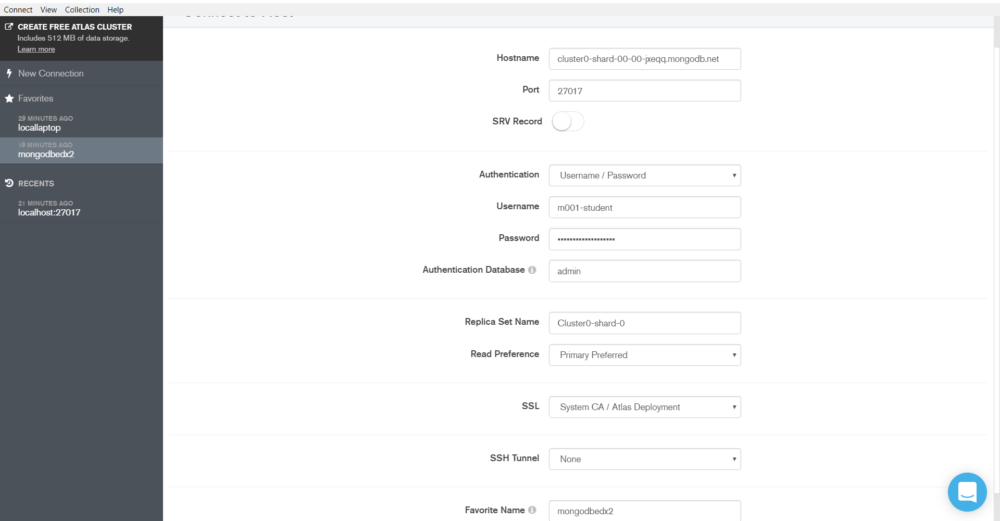 Connect View Collection Help
CREATE FREE ATLAS CLUSTER
Includes 512 MB of data storage.
Learn more
New Connection
Favorites
29 MINUTES AGO
locallaptop
19 MINUTES AGO
mongodbedx2
RECENTS
21 MINUTES AGO
localhost:27017
Connect to Host
Hostname cluster0-shard-00-00-jxeqq.mongodb.net
Port 27017
SRV Record
Authentication Username / Password
Username m001-student
Password
Authentication Database admin
Replica Set Name Cluster0-shard-0
Read Preference Primary Preferred
SSL System CA / Atlas Deployment
SSH Tunnel None
Favorite Name mongodbedx2